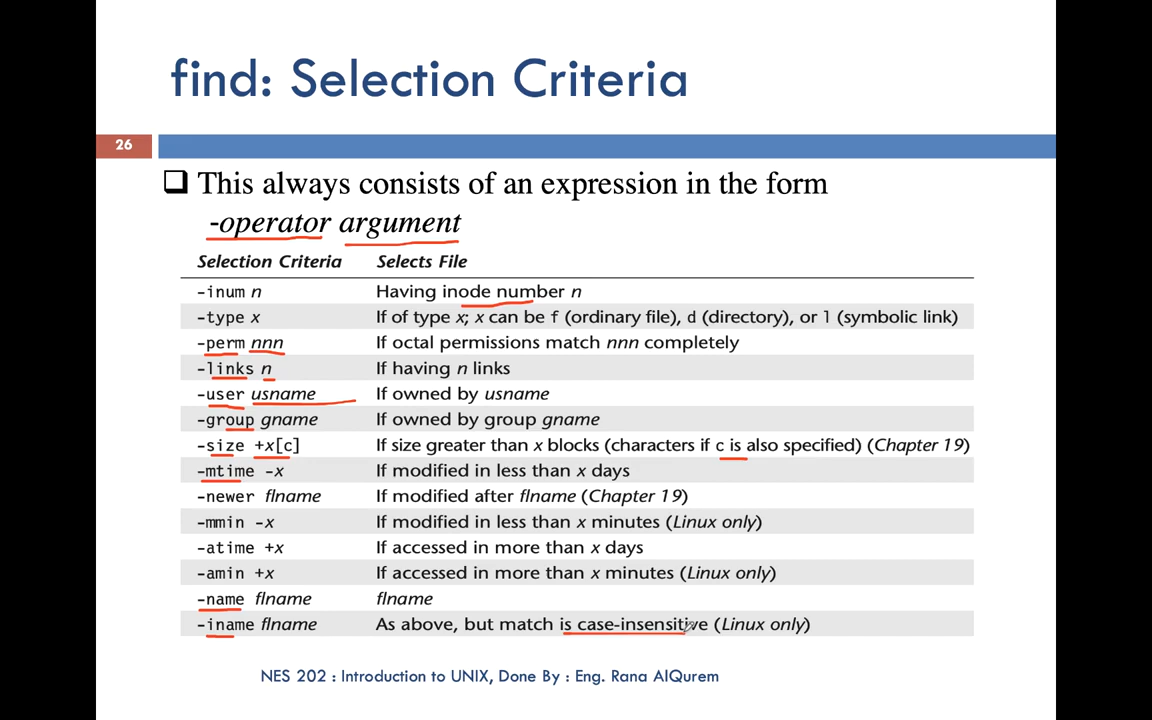 find: Selection Criteria
26
This always consists of an expression in the form
-operator argument
Selection Criteria Selects File
-inum n Having inode number n
-type x If of type x; x can be f (ordinary file), d (directory), or l (symbolic link)
-perm nnn If octal permissions match nnn completely
-links n If having n links
-user usname If owned by usname
-group gname If owned by group gname
-size +x[c] If size greater than x blocks (characters if c is also specified) (Chapter 19)
-mtime -x If modified in less than x days
-newer flname If modified after flname (Chapter 19)
-mmin -x If modified in less than x minutes (Linux only)
-atime +x If accessed in more than x days
-amin +x If accessed in more than x minutes (Linux only)
-name flname flname
-iname flname As above, but match is case-insensitive (Linux only)
NES 202 : Introduction to UNIX, Done By : Eng. Rana AlQurem